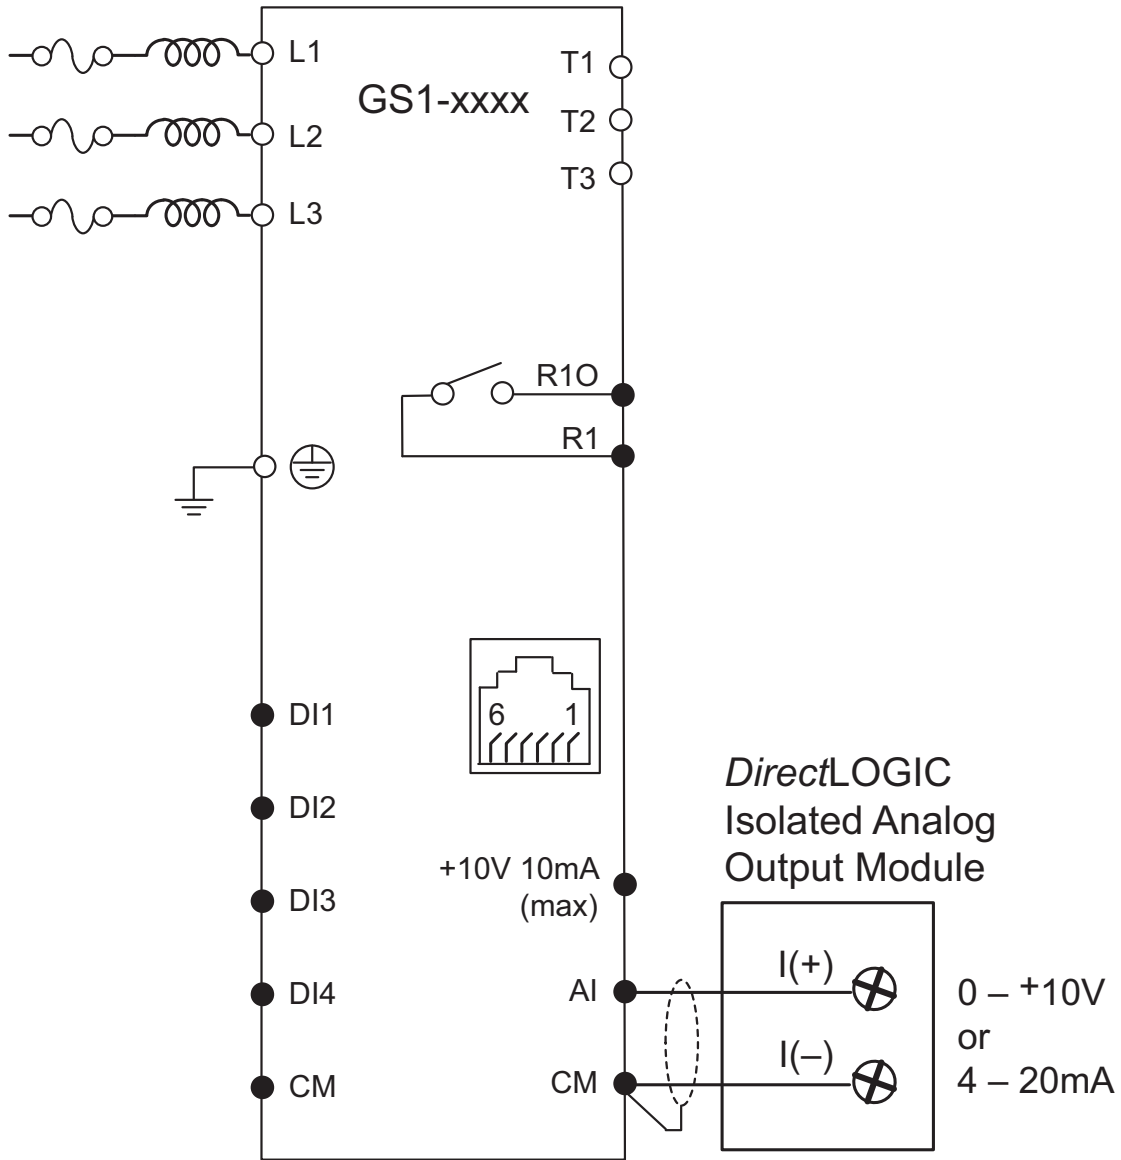 L1
T1
GS1-xxxx
L2
T2
T3
L3
R1O
R1
6 1
DI1
DirectLOGIC
Isolated Analog
Output Module
DI2
+10V 10mA
(max)
DI3
I(+)
DI4
AI
0 – +10V
or
4 – 20mA
I(–)
CM
CM